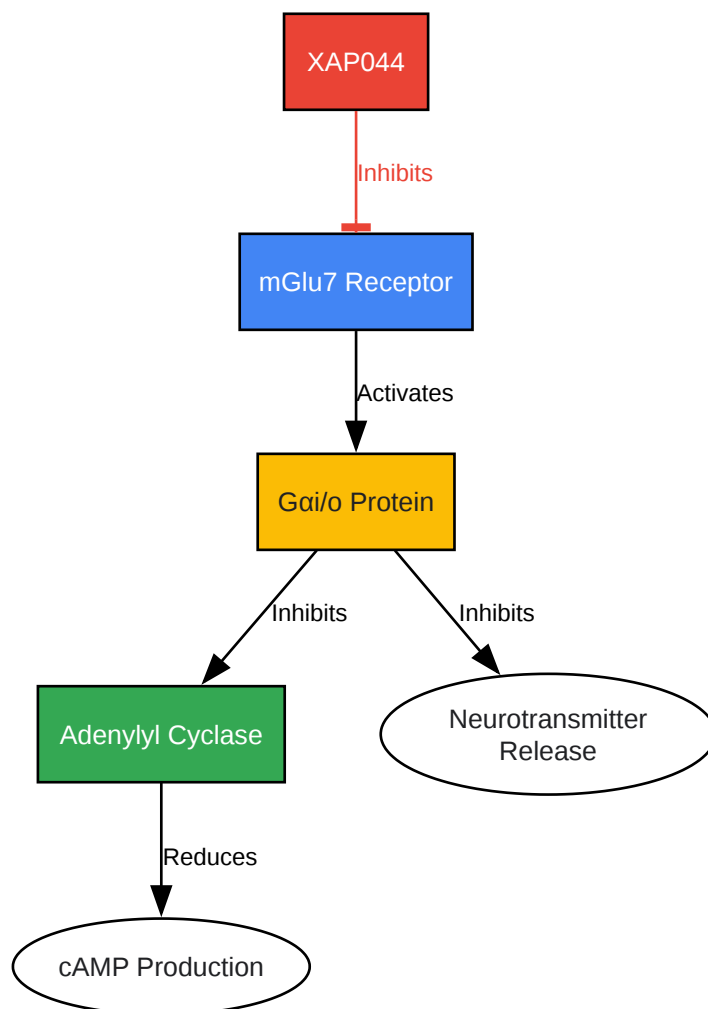 XAP044
Inhibits
mGlu7 Receptor
Activates
Gαi/o Protein
Inhibits
Inhibits
Adenylyl Cyclase
Neurotransmitter
Release
Reduces
cAMP Production